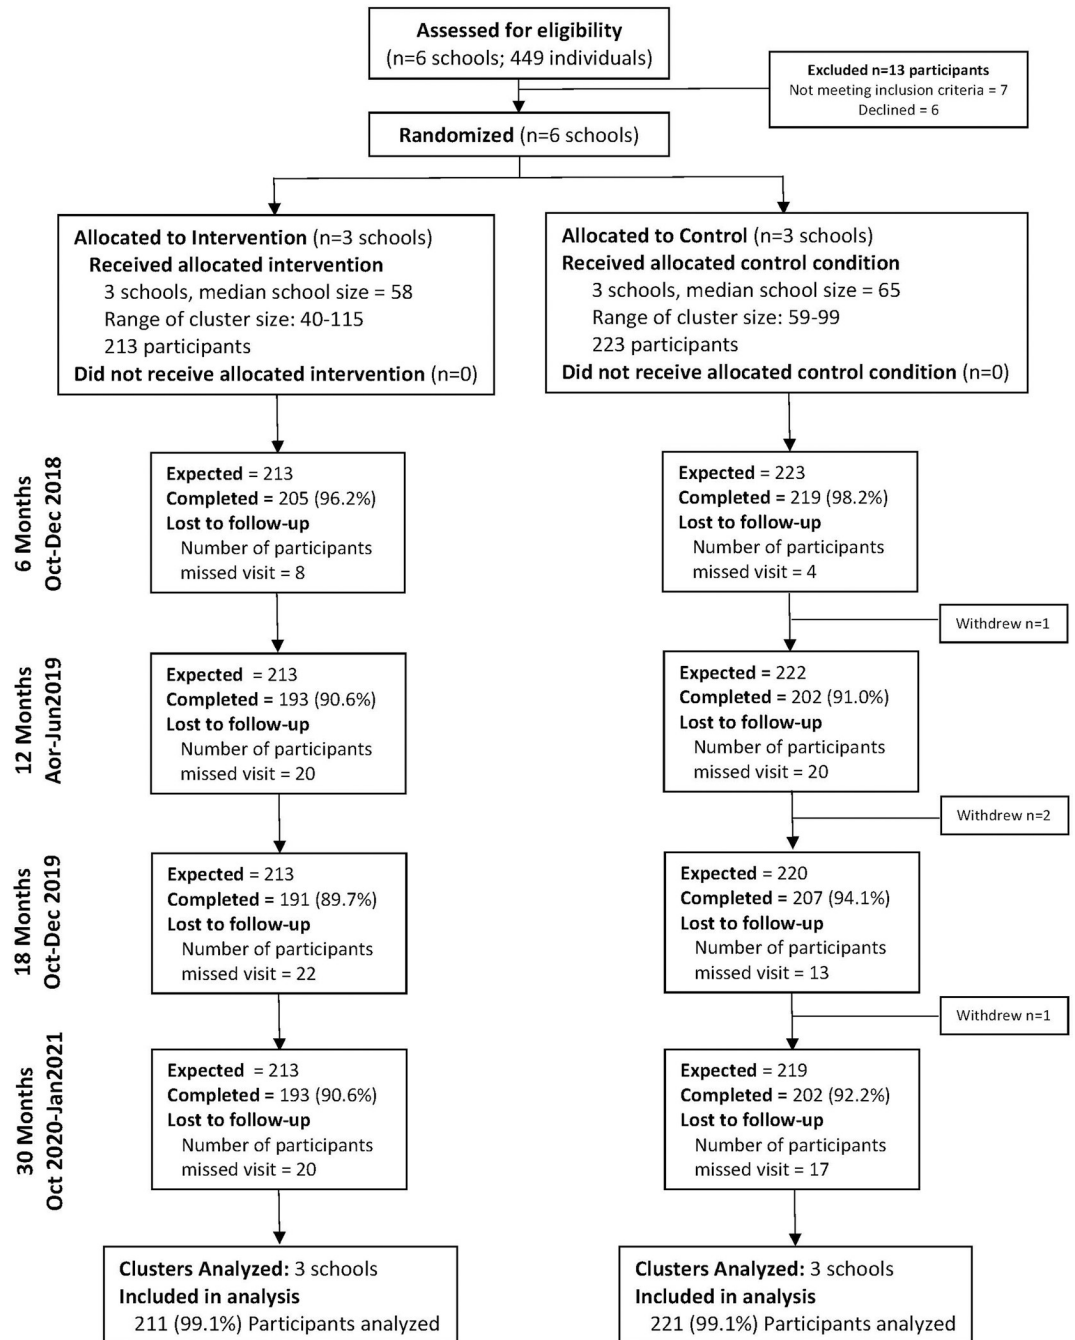 Assessed for eligibility
(n=6 schools; 449 individuals)
Excluded n=13 participants
Not meeting inclusion criteria = 7
Declined = 6
Randomized (n=6 schools)
Allocated to Intervention (n=3 schools)
Received allocated intervention
3 schools, median school size = 58
Range of cluster size: 40-115
213 participants
Did not receive allocated intervention (n=0)
Allocated to Control (n=3 schools)
Received allocated control condition
3 schools, median school size = 65
Range of cluster size: 59-99
223 participants
Did not receive allocated control condition (n=0)
6 Months
Oct-Dec 2018
Expected = 213
Completed = 205 (96.2%)
Lost to follow-up
Number of participants
missed visit = 8
Expected = 223
Completed = 219 (98.2%)
Lost to follow-up
Number of participants
missed visit = 4
Withdrew n=1
12 Months
Aor-Jun2019
Expected = 213
Completed = 193 (90.6%)
Lost to follow-up
Number of participants
missed visit = 20
Expected = 222
Completed = 202 (91.0%)
Lost to follow-up
Number of participants
missed visit = 20
Withdrew n=2
18 Months
Oct-Dec 2019
Expected = 213
Completed = 191 (89.7%)
Lost to follow-up
Number of participants
missed visit = 22
Expected = 220
Completed = 207 (94.1%)
Lost to follow-up
Number of participants
missed visit = 13
Withdrew n=1
30 Months
Oct 2020-Jan2021
Expected = 213
Completed = 193 (90.6%)
Lost to follow-up
Number of participants
missed visit = 20
Expected = 219
Completed = 202 (92.2%)
Lost to follow-up
Number of participants
missed visit = 17
Clusters Analyzed: 3 schools
Included in analysis
211 (99.1%) Participants analyzed
Clusters Analyzed: 3 schools
Included in analysis
221 (99.1%) Participants analyzed